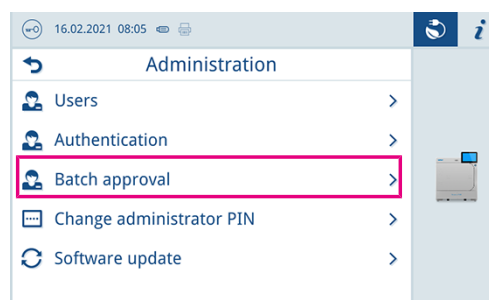 16.02.2021 08:05
Administration
Users
Authentication
Batch approval
Change administrator PIN
Software update